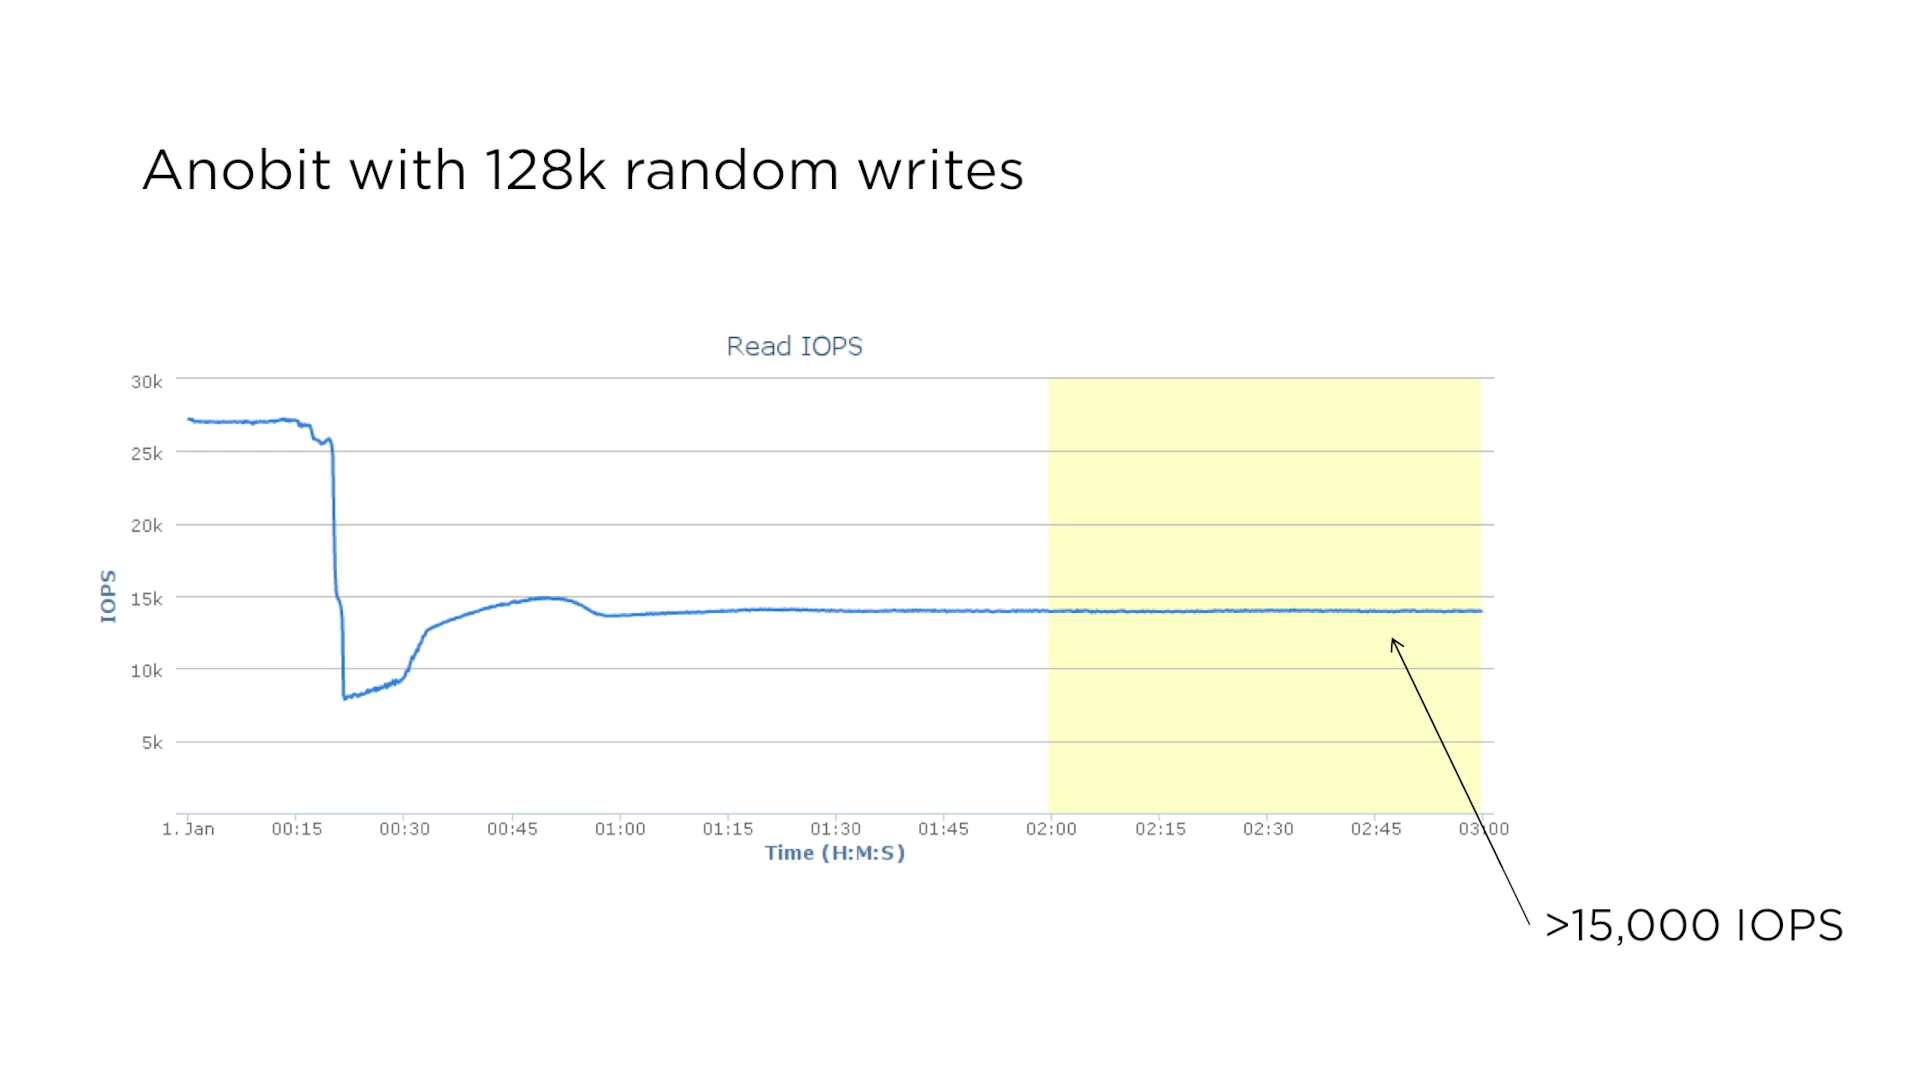 Anobit with 128k random writes
Read IOPS
30k
25k
20k
15k
10k
5k
IOPS
1. Jan 00:15 00:30 00:45 01:00 01:15 01:30 01:45 02:00 02:15 02:30 02:45 03:00
Time (H:M:S)
>15,000 IOPS